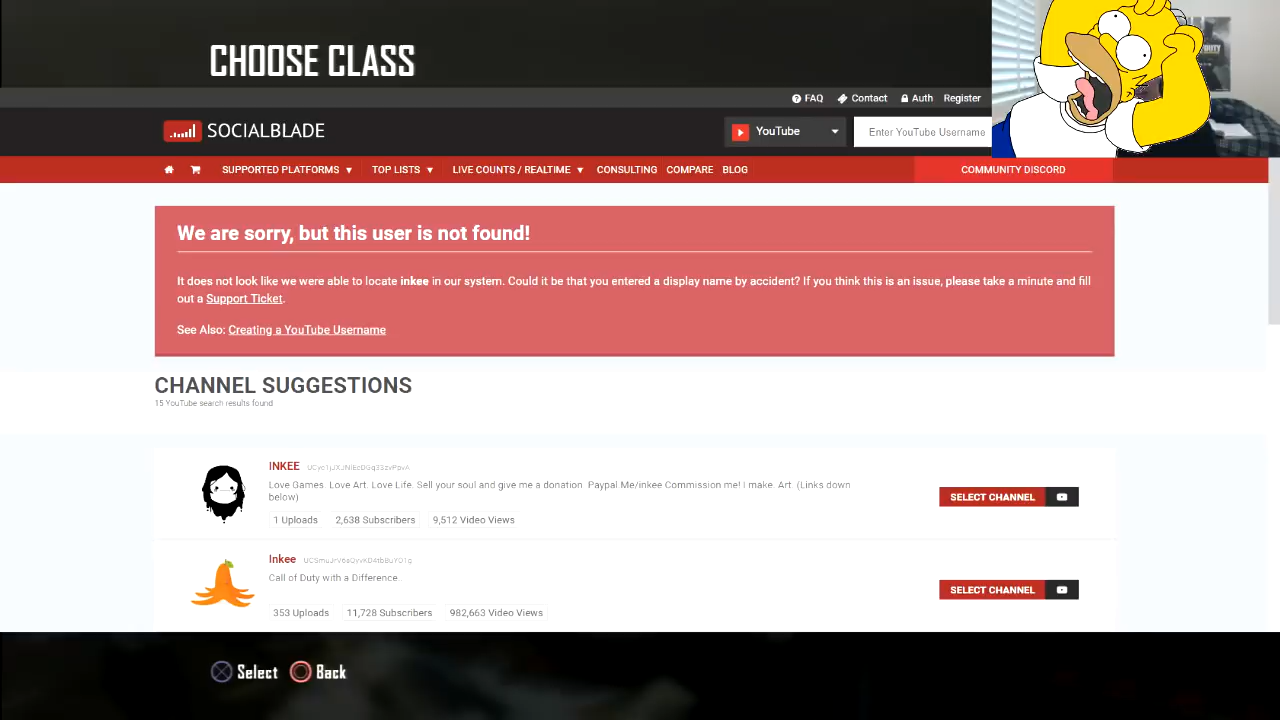 CHOOSE CLASS
FAQ Contact Auth Register
SOCIALBLADE
YouTube
Enter YouTube Username
SUPPORTED PLATFORMS TOP LISTS LIVE COUNTS / REALTIME CONSULTING COMPARE BLOG
COMMUNITY DISCORD
We are sorry, but this user is not found!
It does not look like we were able to locate inkee in our system. Could it be that you entered a display name by accident? If you think this is an issue, please take a minute and fill
out a Support Ticket.
See Also: Creating a YouTube Username
CHANNEL SUGGESTIONS
15 YouTube search results found
INKEE
Love Games. Love Art. Love Life. Sell your soul and give me a donation. Paypal.Me/inkee Commission me! I make. Art. (Links down
below)
1 Uploads 2,638 Subscribers 9,512 Video Views
SELECT CHANNEL
Inkee
Call of Duty with a Difference.
353 Uploads 11,728 Subscribers 982,663 Video Views
SELECT CHANNEL
Select Back